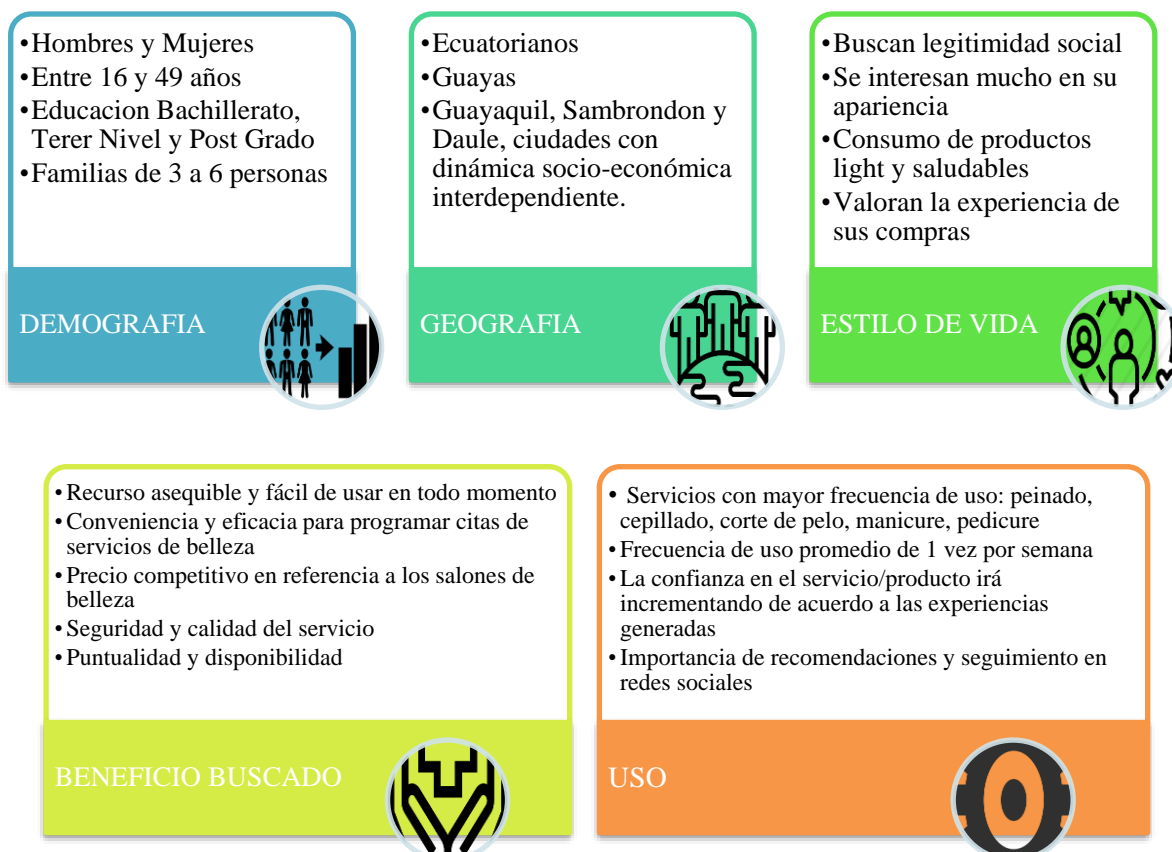 •Hombres y Mujeres
•Entre 16 y 49 años
•Educacion Bachillerato,
Terer Nivel y Post Grado
•Familias de 3 a 6 personas
DEMOGRAFIA
•Ecuatorianos
•Guayas
•Guayaquil, Sambrondon y
Daule, ciudades con
dinámica socio-económica
interdependiente.
GEOGRAFIA
•Buscan legitimidad social
•Se interesan mucho en su
apariencia
•Consumo de productos
light y saludables
•Valoran la experiencia de
sus compras
ESTILO DE VIDA
•Recurso asequible y fácil de usar en todo momento
•Conveniencia y eficacia para programar citas de
servicios de belleza
•Precio competitivo en referencia a los salones de
belleza
•Seguridad y calidad del servicio
•Puntualidad y disponibilidad
BENEFICIO BUSCADO
• Servicios con mayor frecuencia de uso: peinado,
cepillado, corte de pelo, manicure, pedicure
•Frecuencia de uso promedio de 1 vez por semana
•La confianza en el servicio/producto irá
incrementando de acuerdo a las experiencias
generadas
•Importancia de recomendaciones y seguimiento en
redes sociales
USO